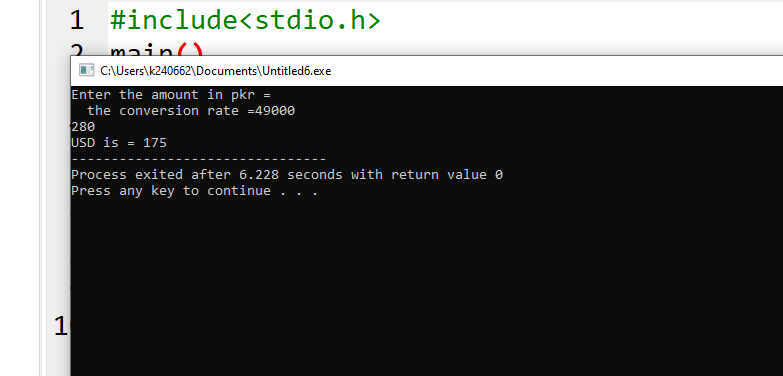 1 #include<stdio.h>
2 main()
C:\Users\k240662\Documents\Untitled6.exe
Enter the amount in pkr =
  the conversion rate =49000
280
USD is = 175
--------------------------------
Process exited after 6.228 seconds with return value 0
Press any key to continue . . .